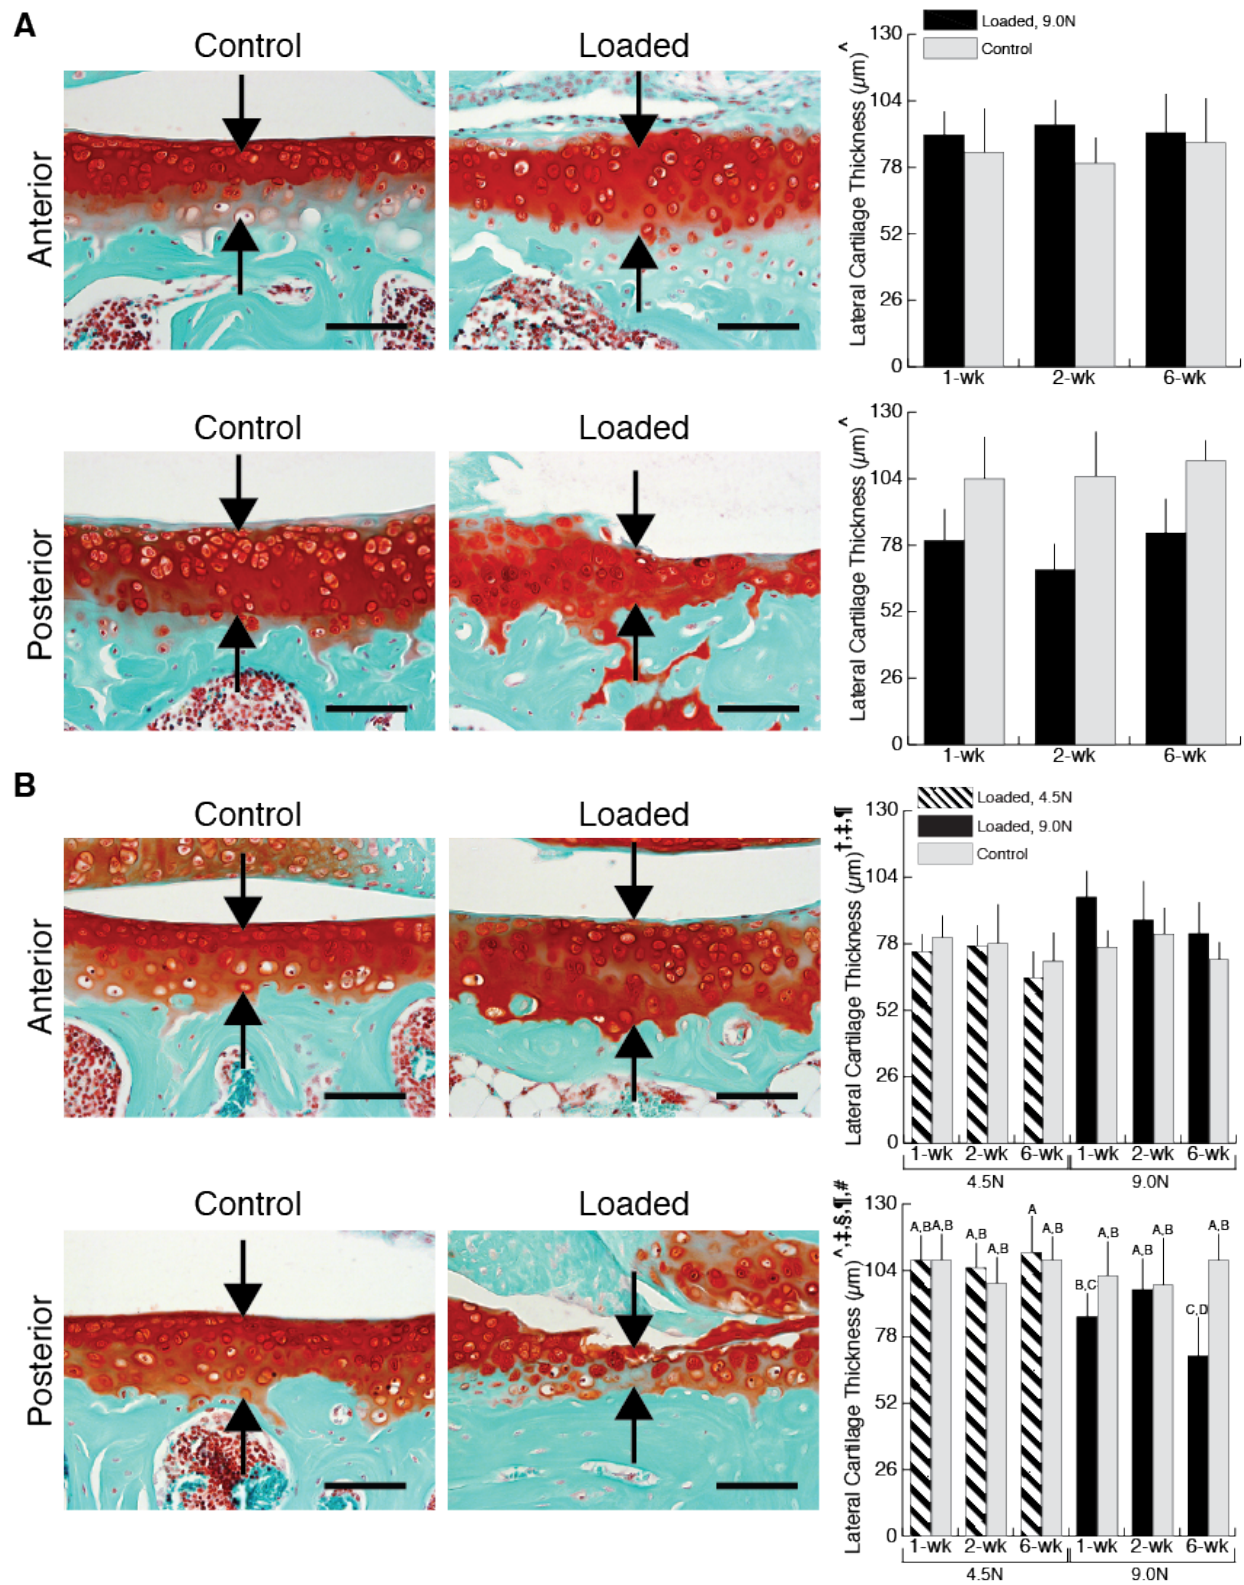 A
Control
Loaded
Anterior
Loaded, 9.0N
Control
Lateral Cartilage Thickness (µm)^
130
104
78
52
26
0
1-wk 2-wk 6-wk
Control
Loaded
Posterior
Lateral Cartilage Thickness (µm)^
130
104
78
52
26
0
1-wk 2-wk 6-wk
B
Control
Loaded
Anterior
Loaded, 4.5N
Loaded, 9.0N
Control
Lateral Cartilage Thickness (µm)†,‡,¶
130
104
78
52
26
0
1-wk 2-wk 6-wk 1-wk 2-wk 6-wk
4.5N 9.0N
Control
Loaded
Posterior
Lateral Cartilage Thickness (µm)^,‡,§,¶,#
130
104
78
52
26
0
A,B A,B A,B A,B A A,B B,C A,B A,B A,B C,D A,B
1-wk 2-wk 6-wk 1-wk 2-wk 6-wk
4.5N 9.0N